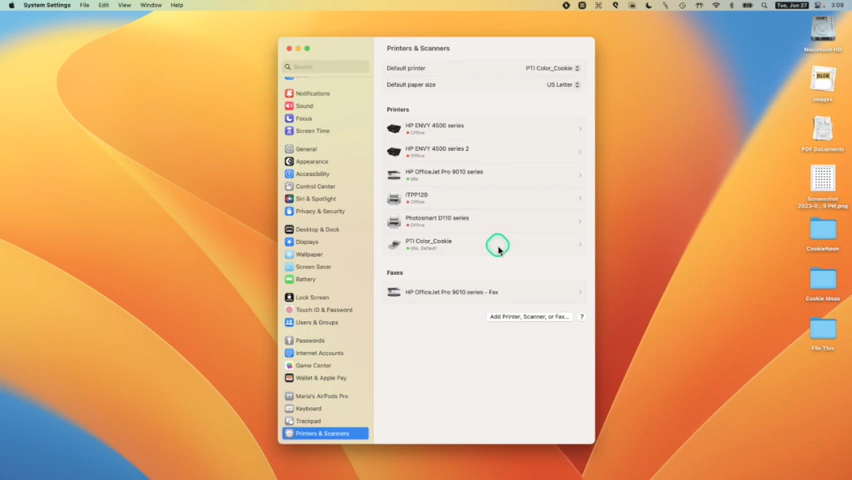 System Settings File Edit View Window Help
Tue, Jun 27 3:09
Search
Notifications
Sound
Focus
Screen Time
General
Appearance
Accessibility
Control Center
Siri & Spotlight
Privacy & Security
Desktop & Dock
Displays
Wallpaper
Screen Saver
Battery
Lock Screen
Touch ID & Password
Users & Groups
Passwords
Internet Accounts
Game Center
Wallet & Apple Pay
Maria's AirPods Pro
Keyboard
Trackpad
Printers & Scanners
Printers & Scanners
Default printer PTI Color_Cookie
Default paper size US Letter
Printers
HP ENVY 4500 series
Offline
HP ENVY 4500 series 2
Offline
HP OfficeJet Pro 9010 series
Idle
ITPP129
Offline
Photosmart D110 series
Offline
PTI Color_Cookie
Idle, Default
Faxes
HP OfficeJet Pro 9010 series - Fax
Add Printer, Scanner, or Fax... ?
Macintosh HD
Images
PDF Documents
Screenshot
2023-0...9 PM.png
CookieNeon
Cookie Ideas
File This